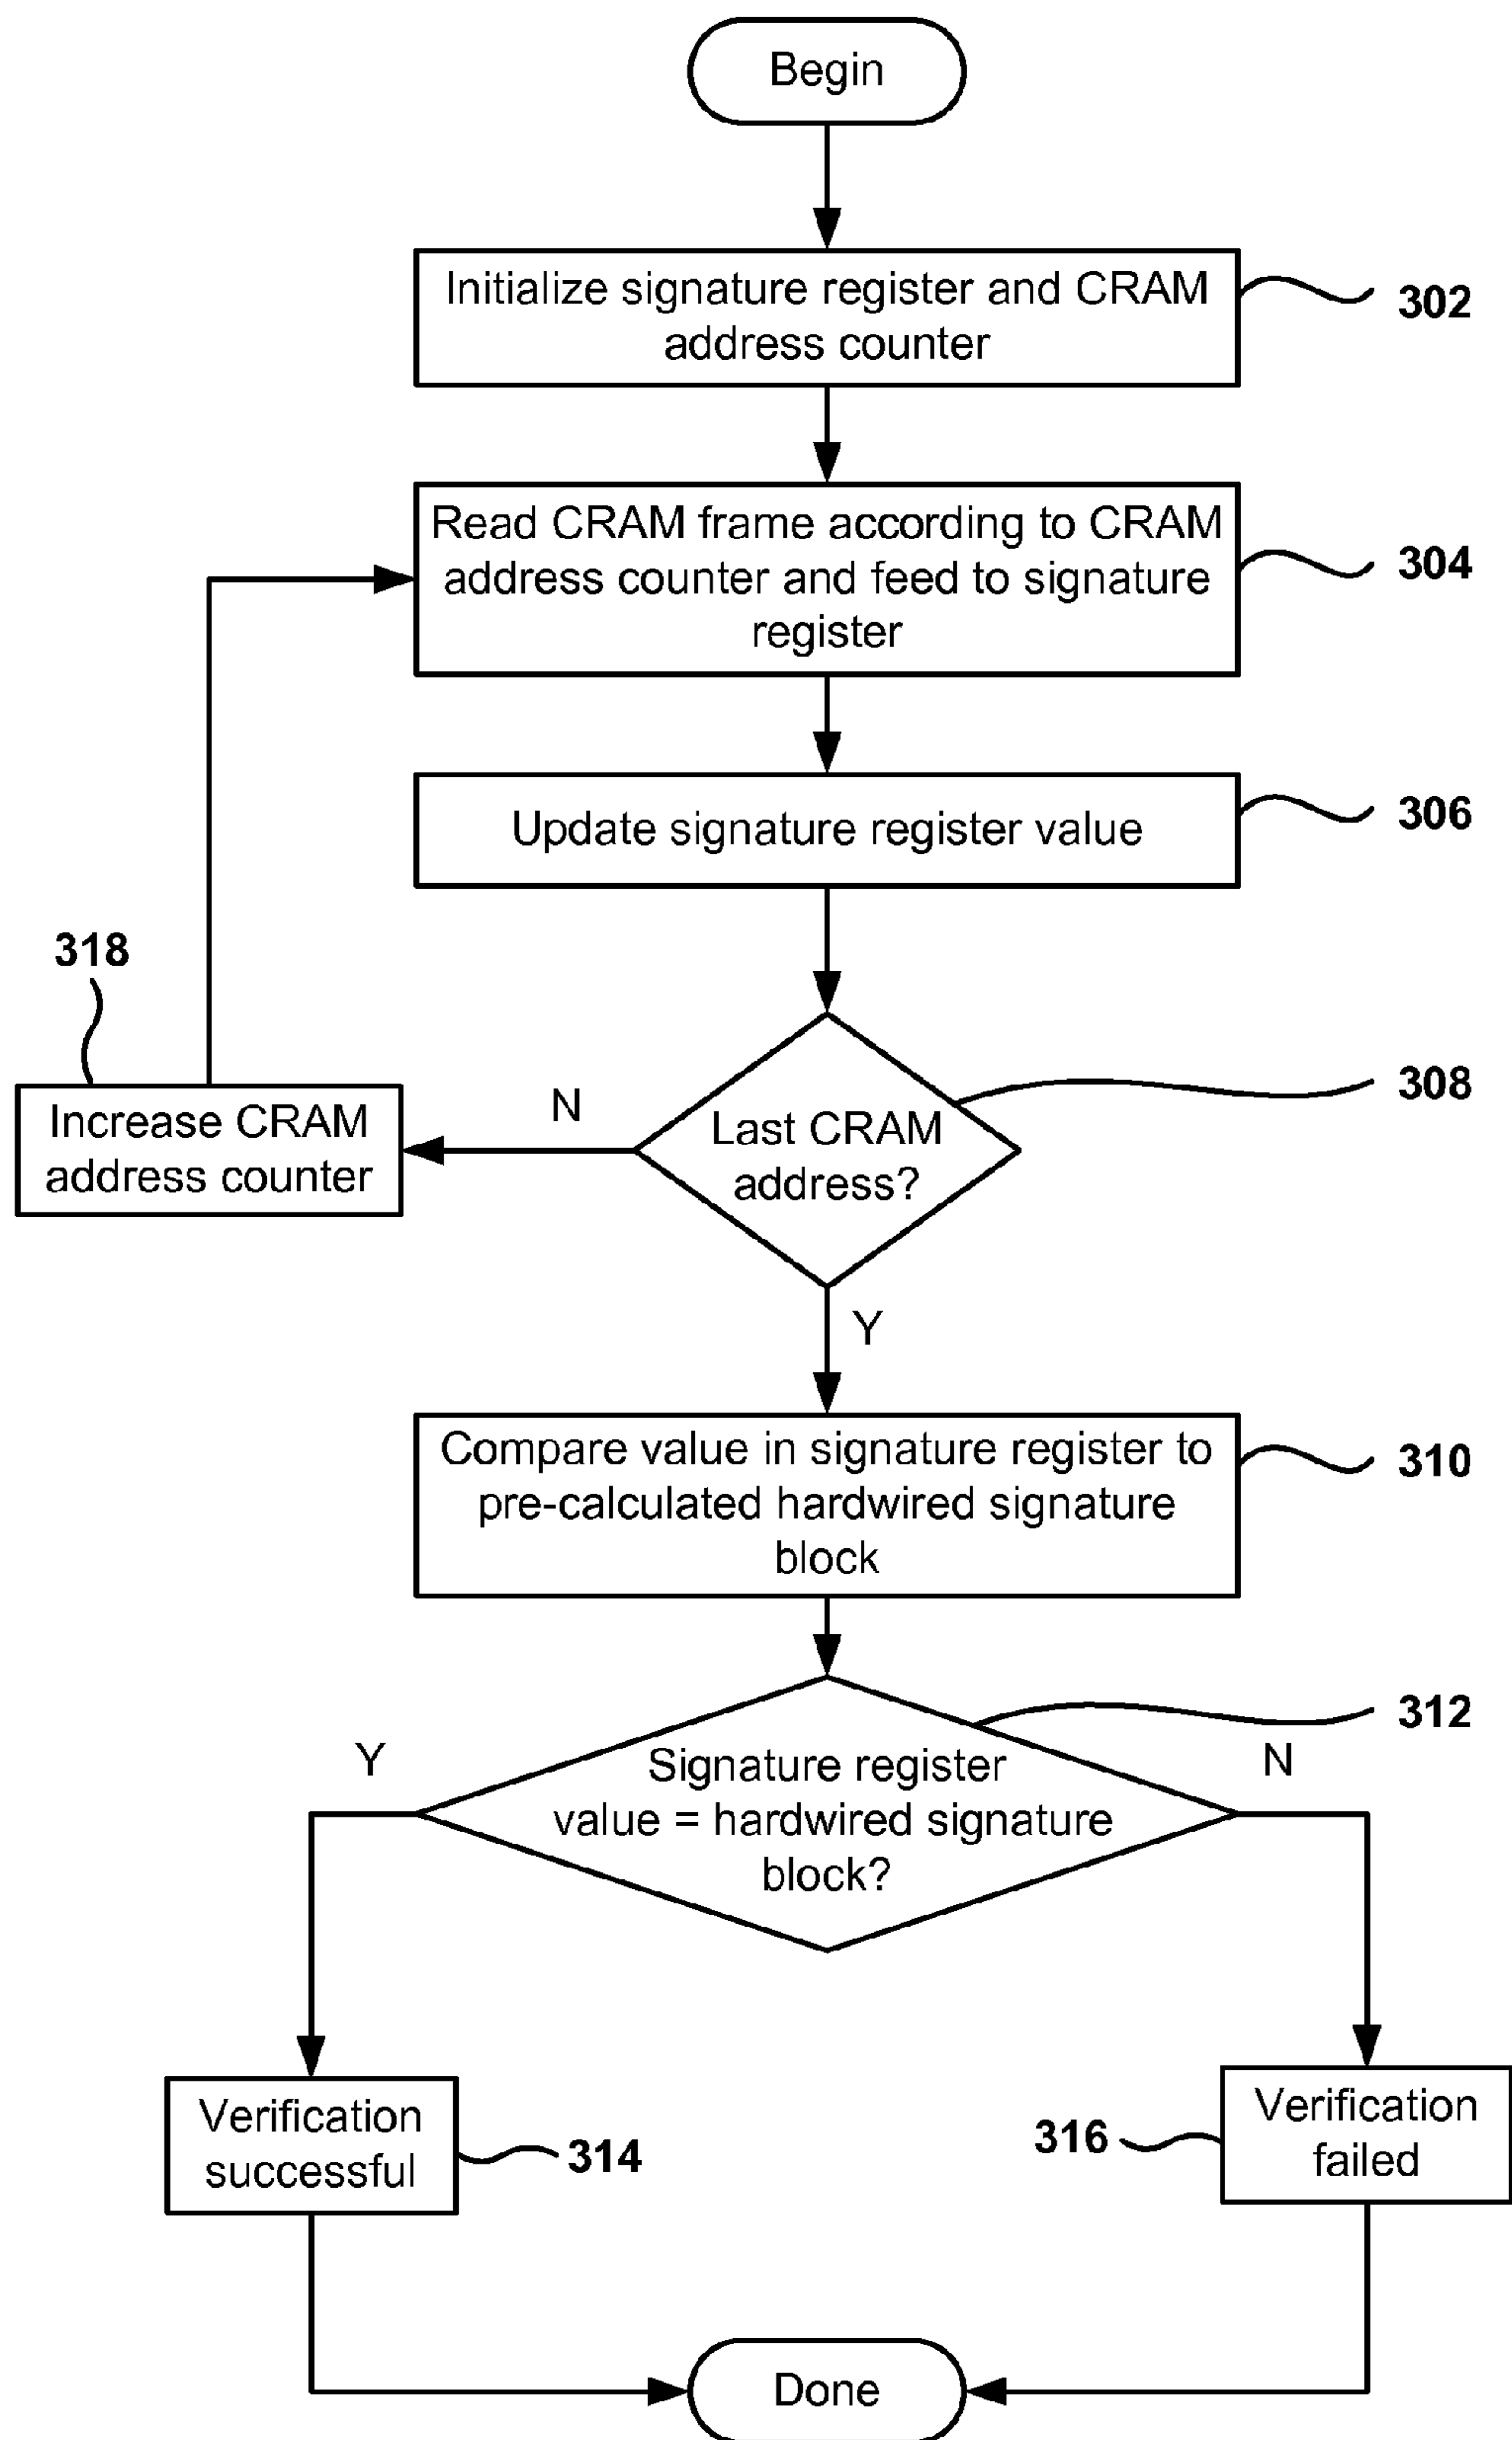 Begin
Initialize signature register and CRAM
address counter
302
Read CRAM frame according to CRAM
address counter and feed to signature
register
304
Update signature register value
306
318
Increase CRAM
address counter
N
Last CRAM
address?
308
Y
Compare value in signature register to
pre-calculated hardwired signature
block
310
312
Y
Signature register
value = hardwired signature
block?
N
Verification
successful
314
316
Verification
failed
Done